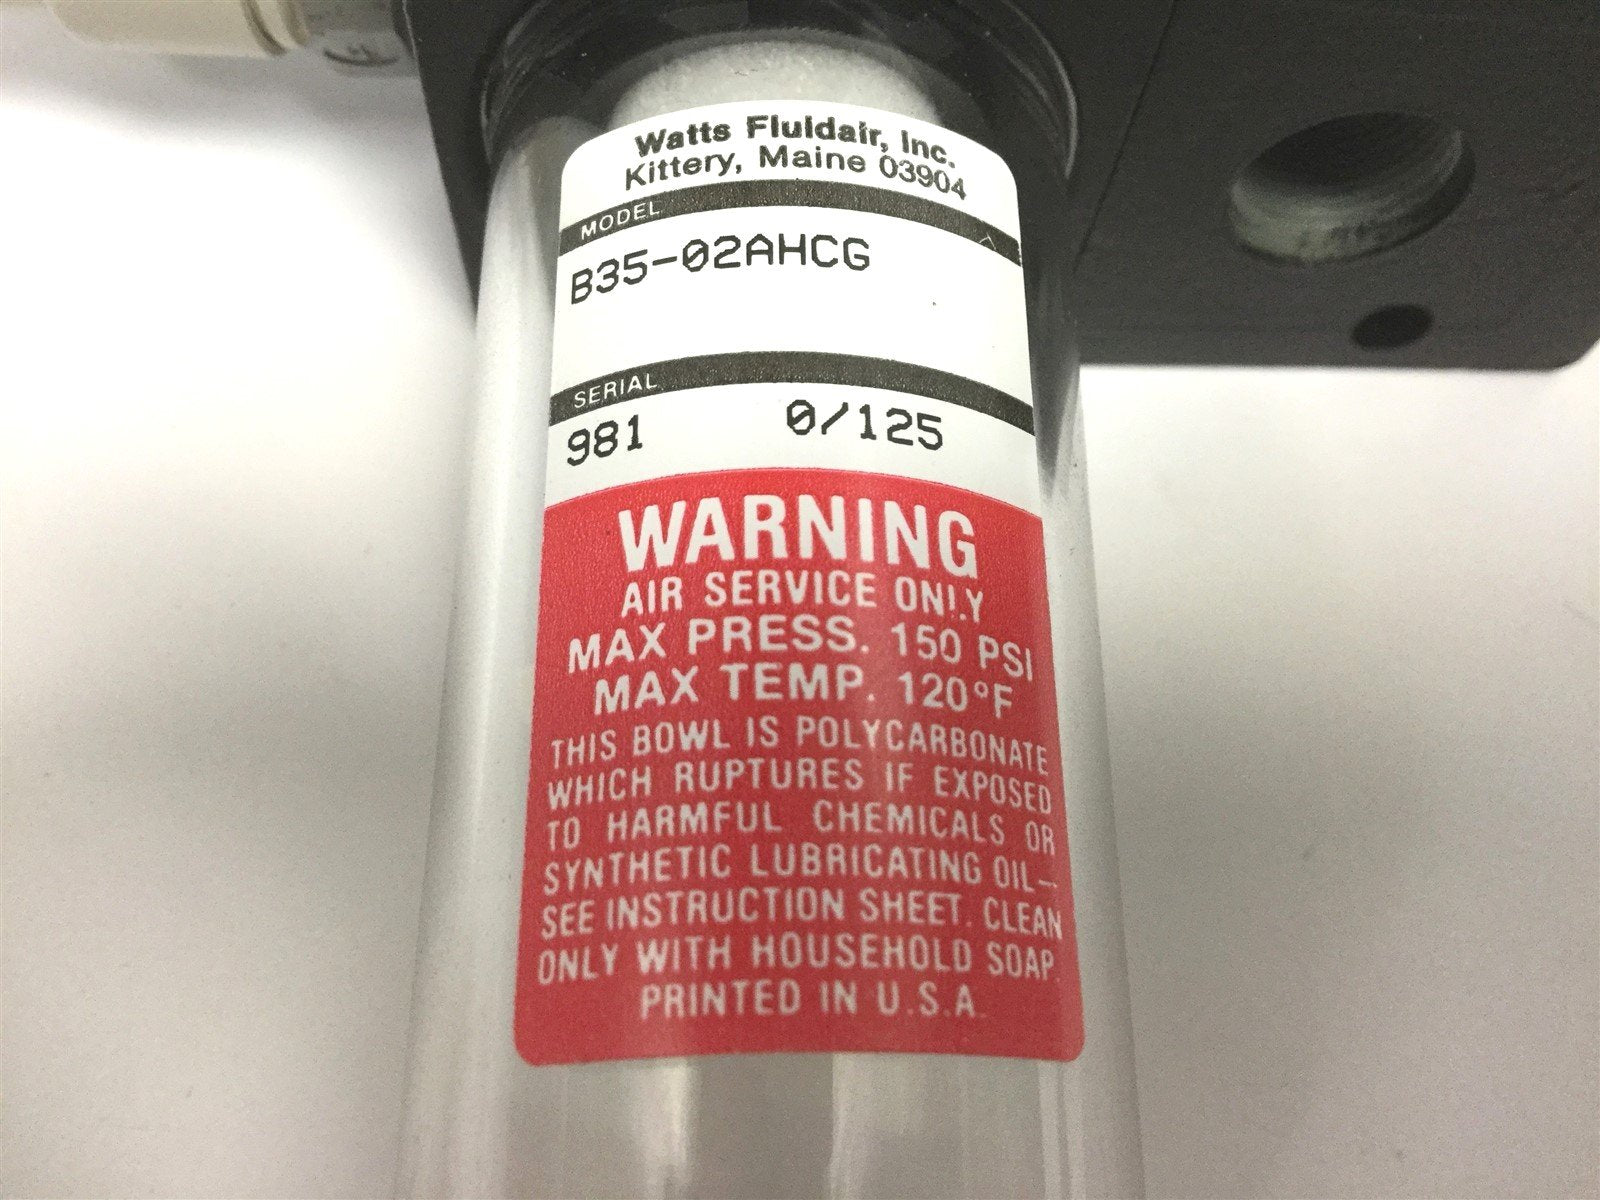 Watts Fluidair, Inc.
Kittery, Maine 03904
MODEL
B35-02AHCG
SERIAL
981 0/125
WARNING
AIR SERVICE ONLY
MAX PRESS. 150 PSI
MAX TEMP. 120°F
THIS BOWL IS POLYCARBONATE
WHICH RUPTURES IF EXPOSED
TO HARMFUL CHEMICALS OR
SYNTHETIC LUBRICATING OIL—
SEE INSTRUCTION SHEET. CLEAN
ONLY WITH HOUSEHOLD SOAP.
PRINTED IN U.S.A.